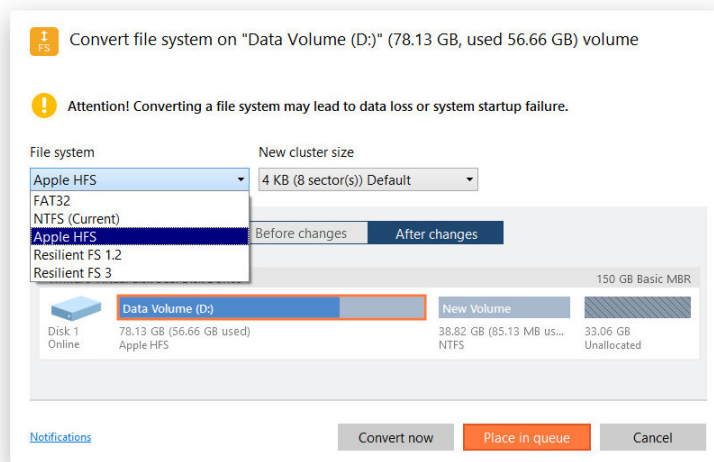 FS
Convert file system on "Data Volume (D:)" (78.13 GB, used 56.66 GB) volume
Attention! Converting a file system may lead to data loss or system startup failure.
File system
New cluster size
Apple HFS
4 KB (8 sector(s)) Default
FAT32
NTFS (Current)
Apple HFS
Resilient FS 1.2
Resilient FS 3
Before changes
After changes
150 GB Basic MBR
Data Volume (D:)
New Volume
Disk 1
Online
78.13 GB (56.66 GB used)
Apple HFS
38.82 GB (85.13 MB us...
NTFS
33.06 GB
Unallocated
Notifications
Convert now
Place in queue
Cancel